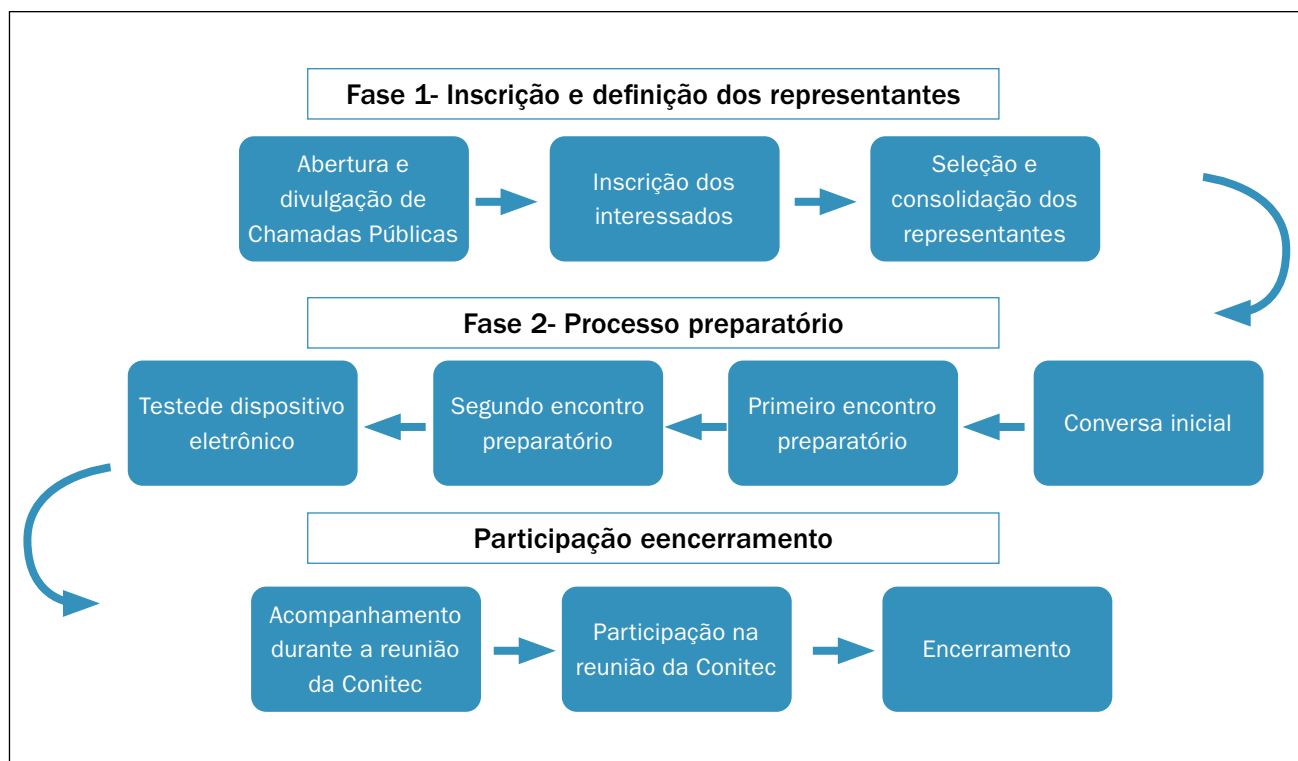 Fase 1- Inscrição e definição dos representantes
Abertura e
divulgação de
Chamadas Públicas
Inscrição dos
interessados
Seleção e
consolidação dos
representantes
Fase 2- Processo preparatório
Testede dispositivo
eletrônico
Segundo encontro
preparatório
Primeiro encontro
preparatório
Conversa inicial
Participação eencerramento
Acompanhamento
durante a reunião
da Conitec
Participação na
reunião da Conitec
Encerramento